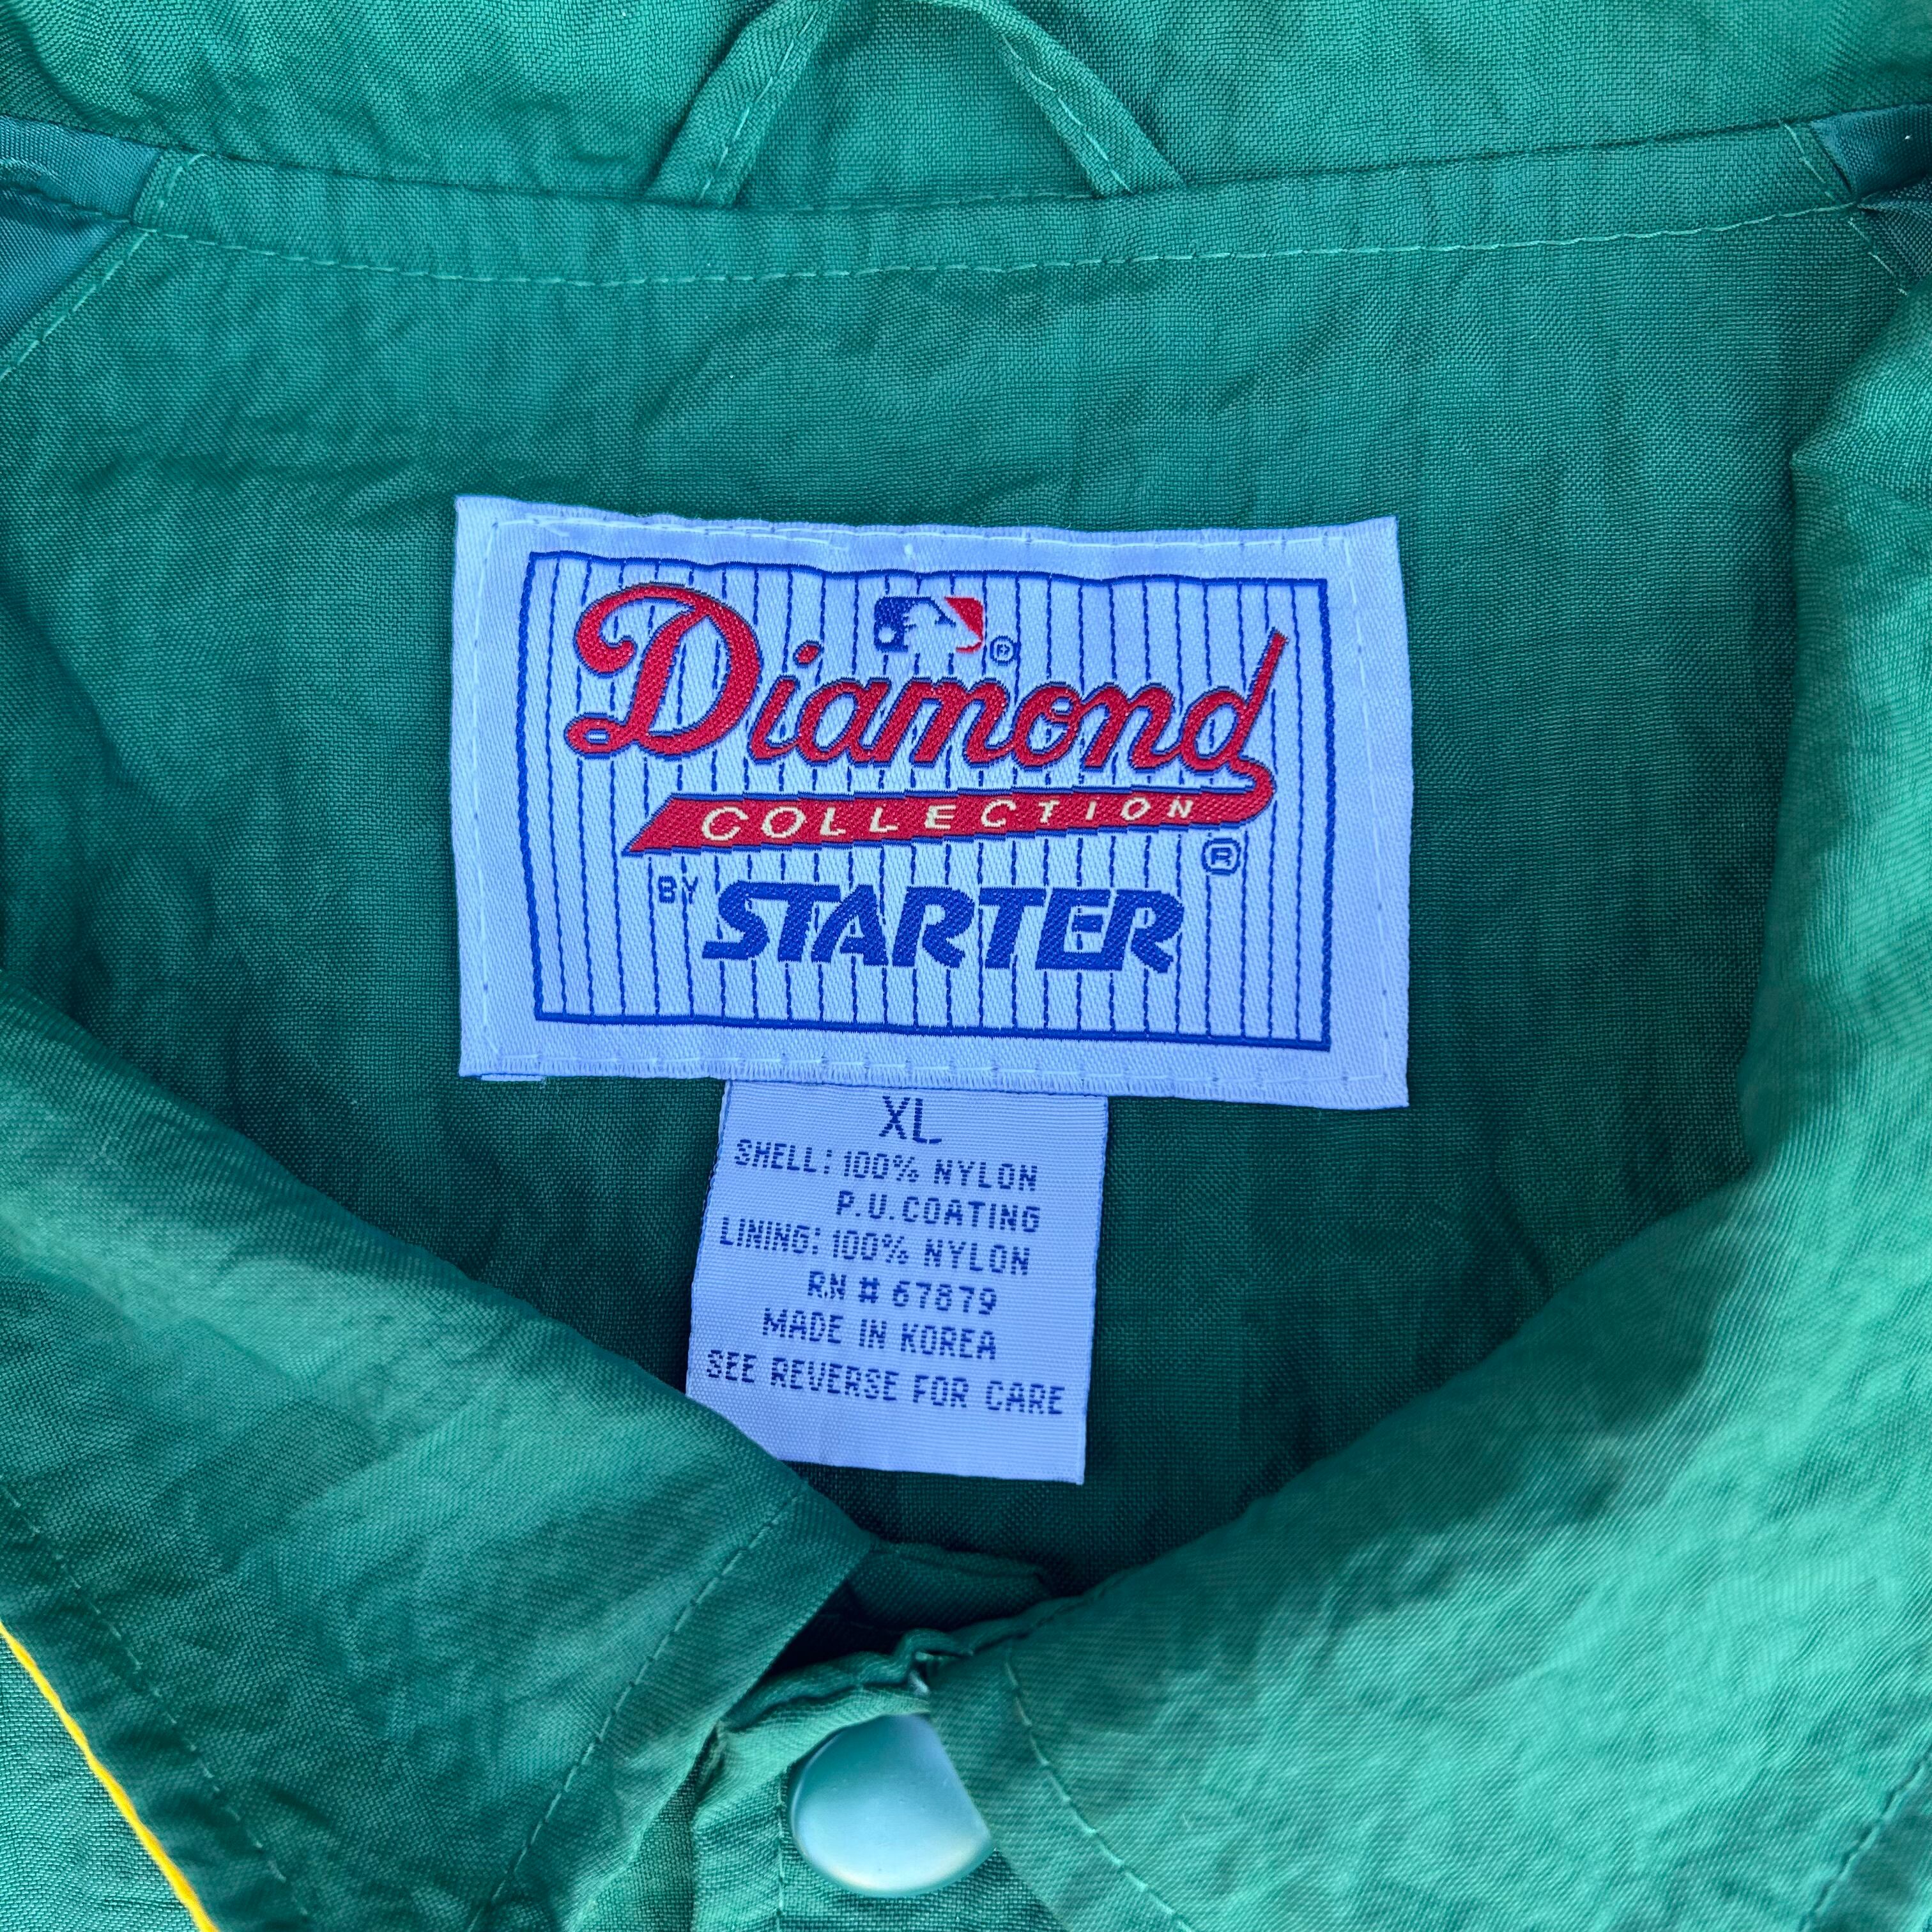 ®
Diamond
COLLECTION
®
BY STARTER
XL
SHELL: 100% NYLON
P.U. COATING
LINING: 100% NYLON
RN # 67879
MADE IN KOREA
SEE REVERSE FOR CARE